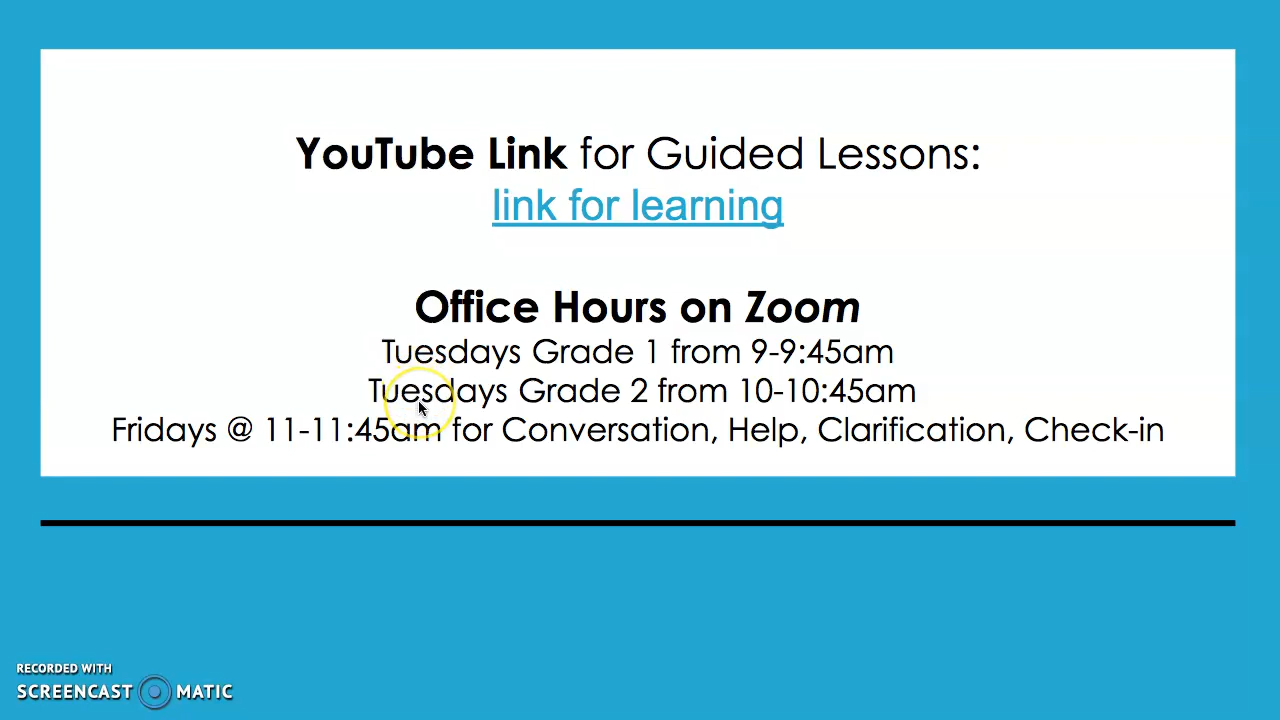 YouTube Link for Guided Lessons:
link for learning
Office Hours on Zoom
Tuesdays Grade 1 from 9-9:45am
Tuesdays Grade 2 from 10-10:45am
Fridays @ 11-11:45am for Conversation, Help, Clarification, Check-in
RECORDED WITH
SCREENCAST MATIC